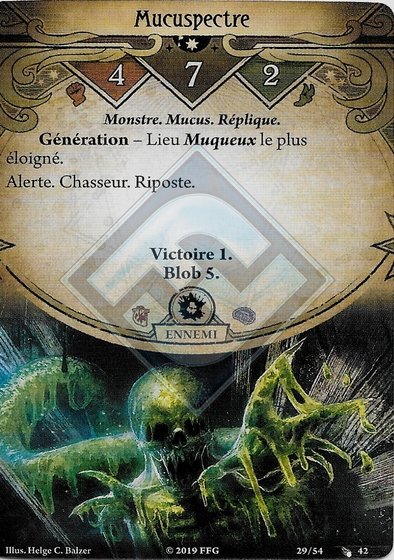 Mucuspectre
4 7 2
Monstre. Mucus. Réplique.
Génération – Lieu Muqueux le plus
éloigné.
Alerte. Chasseur. Riposte.
Victoire 1.
Blob 5.
ENNEMI
Illus. Helge C. Balzer © 2019 FFG 29/54 42